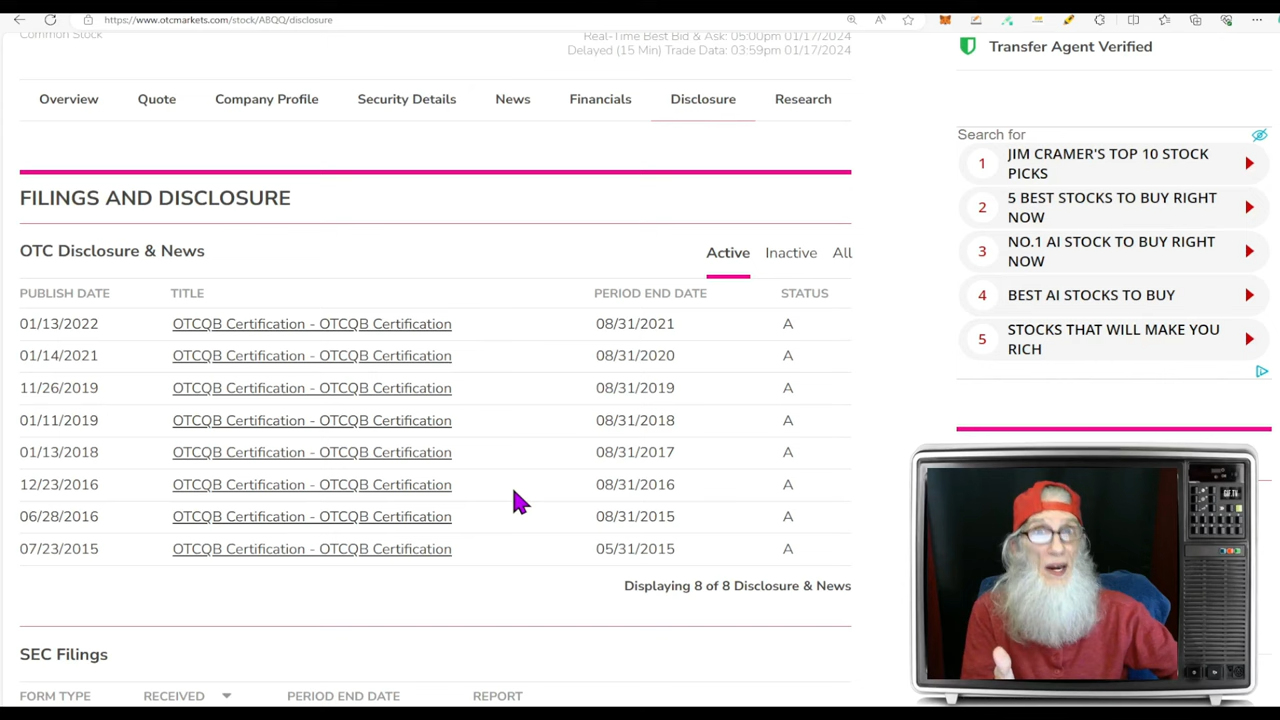 https://www.otcmarkets.com/stock/ABQQ/disclosure
Common Stock
Real-Time Best Bid & Ask: 05:00pm 01/17/2024
Delayed (15 Min) Trade Data: 03:59pm 01/17/2024
Overview Quote Company Profile Security Details News Financials Disclosure Research
FILINGS AND DISCLOSURE
OTC Disclosure & News
Active Inactive All
PUBLISH DATE TITLE PERIOD END DATE STATUS
01/13/2022 OTCQB Certification - OTCQB Certification 08/31/2021 A
01/14/2021 OTCQB Certification - OTCQB Certification 08/31/2020 A
11/26/2019 OTCQB Certification - OTCQB Certification 08/31/2019 A
01/11/2019 OTCQB Certification - OTCQB Certification 08/31/2018 A
01/13/2018 OTCQB Certification - OTCQB Certification 08/31/2017 A
12/23/2016 OTCQB Certification - OTCQB Certification 08/31/2016 A
06/28/2016 OTCQB Certification - OTCQB Certification 08/31/2015 A
07/23/2015 OTCQB Certification - OTCQB Certification 05/31/2015 A
Displaying 8 of 8 Disclosure & News
SEC Filings
FORM TYPE RECEIVED PERIOD END DATE REPORT
Transfer Agent Verified
Search for
1 JIM CRAMER'S TOP 10 STOCK
PICKS
2 5 BEST STOCKS TO BUY RIGHT
NOW
3 NO.1 AI STOCK TO BUY RIGHT
NOW
4 BEST AI STOCKS TO BUY
5 STOCKS THAT WILL MAKE YOU
RICH